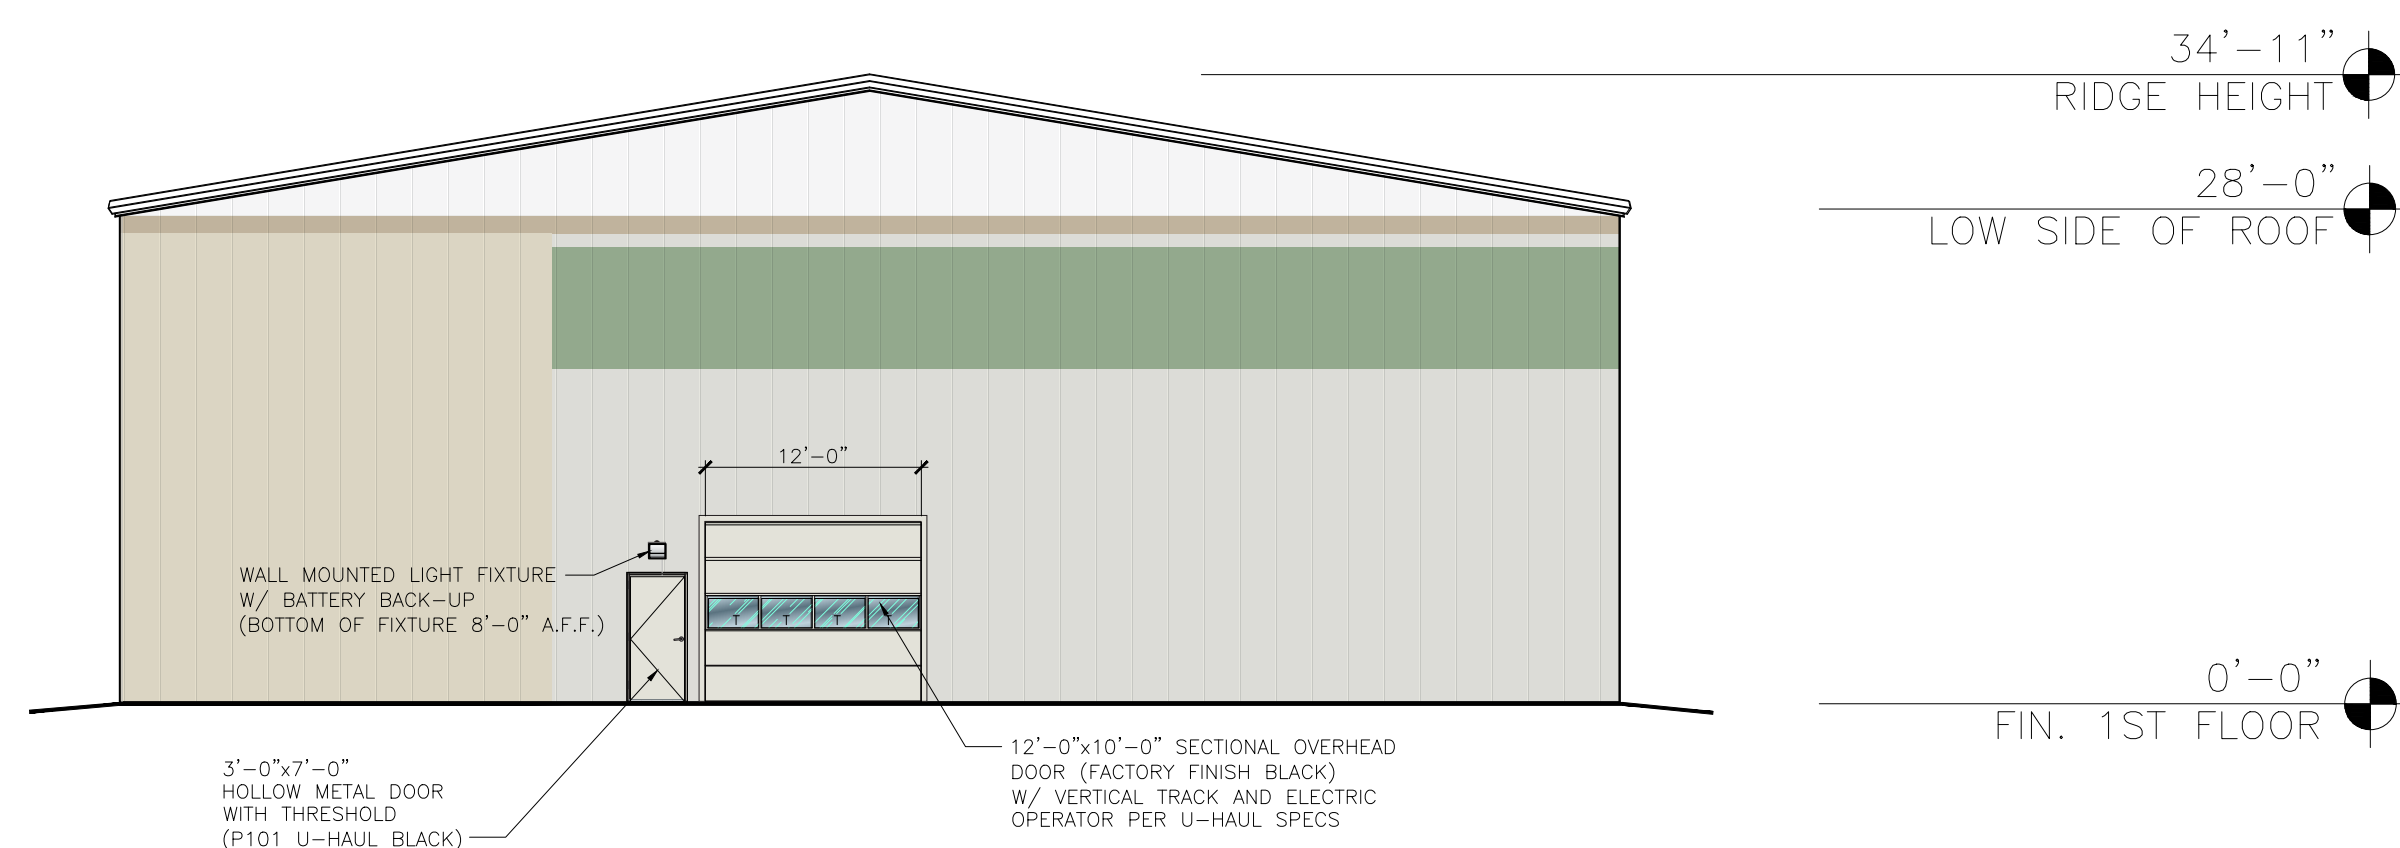 34'-11"
RIDGE HEIGHT
28'-0"
LOW SIDE OF ROOF
12'-0"
WALL MOUNTED LIGHT FIXTURE
W/ BATTERY BACK-UP
(BOTTOM OF FIXTURE 8'-0" A.F.F.)
T T T T
0'-0"
FIN. 1ST FLOOR
3'-0"x7'-0"
HOLLOW METAL DOOR
WITH THRESHOLD
(P101 U-HAUL BLACK)
12'-0"x10'-0" SECTIONAL OVERHEAD
DOOR (FACTORY FINISH BLACK)
W/ VERTICAL TRACK AND ELECTRIC
OPERATOR PER U-HAUL SPECS